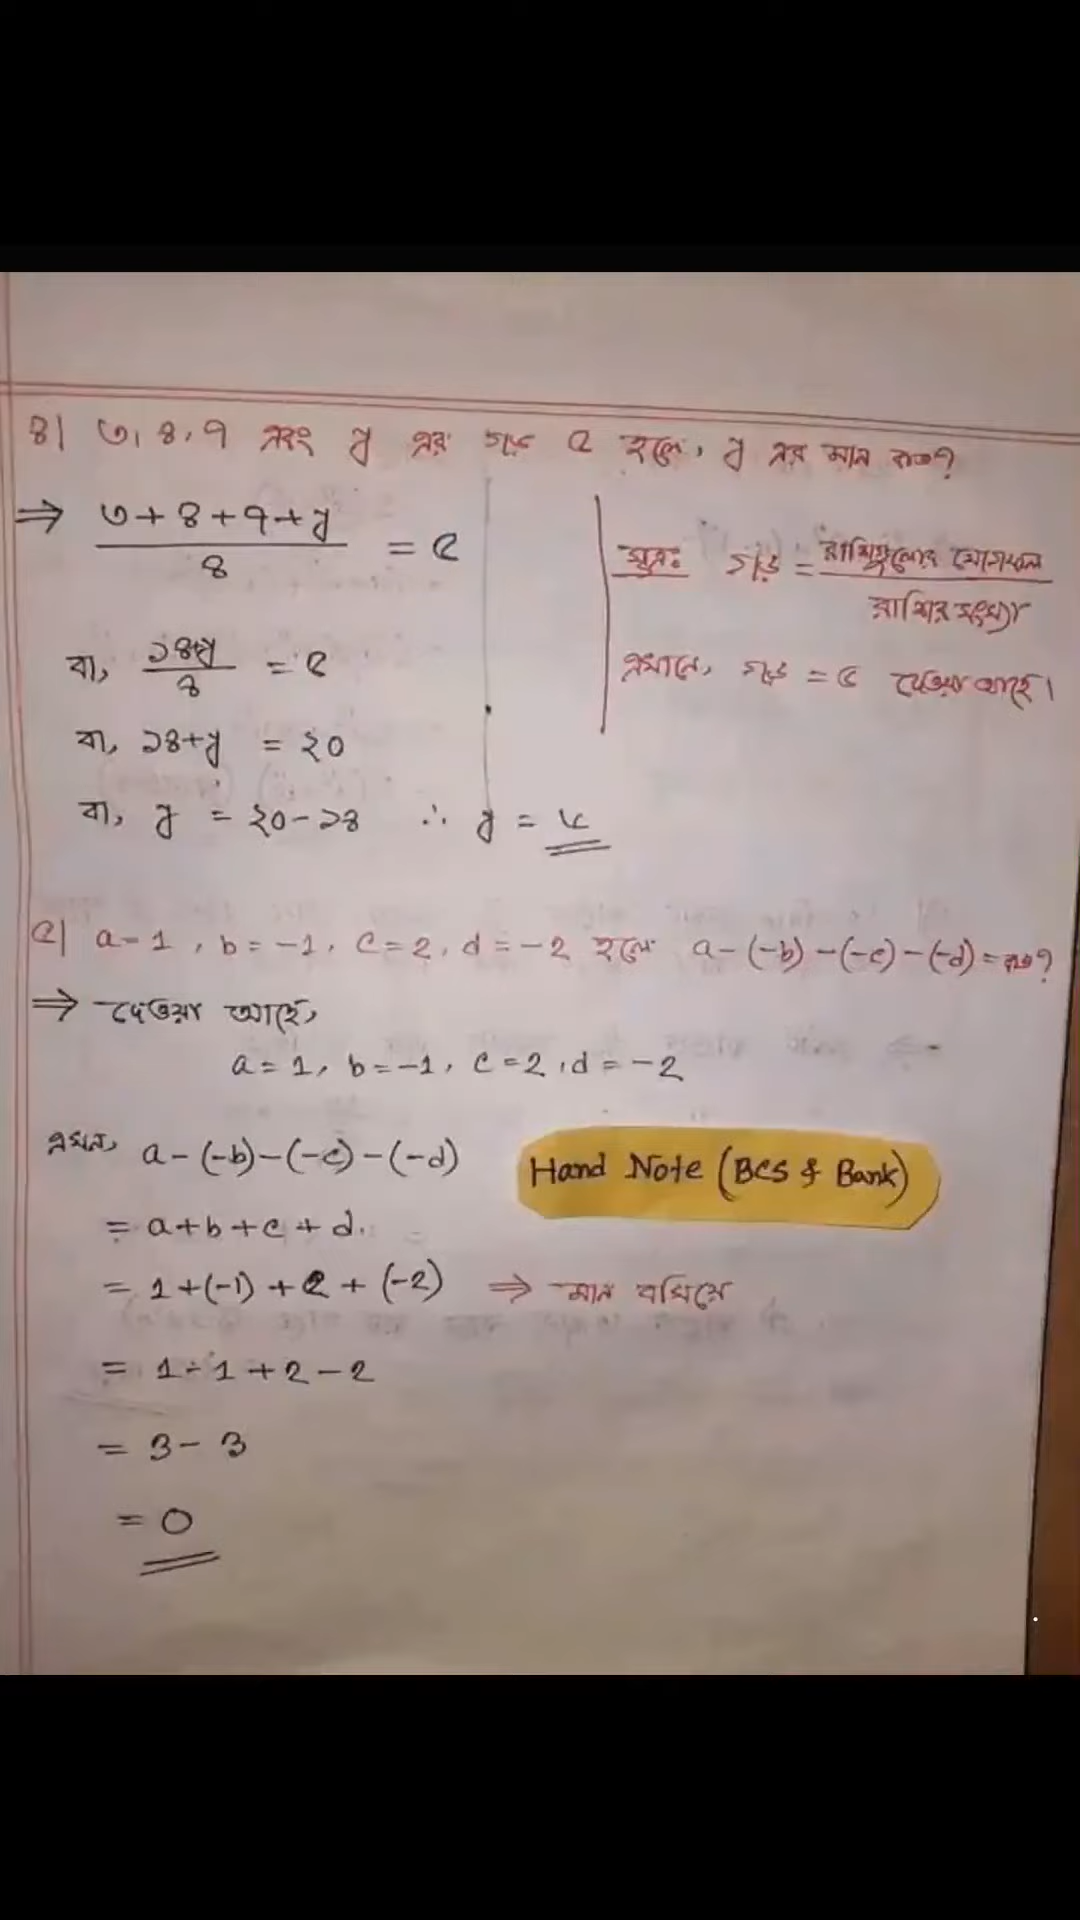 ৪| ৩, ৪, ৭ এবং y এর গড় ৫ হলে, y এর মান কত?
⇒ ৩+৪+৭+y / ৪ = ৫
সূত্র: গড় = রাশিগুলোর যোগফল / রাশির সংখ্যা
এখানে, গড় = ৫ দেওয়া আছে।
বা, ১৪+y / ৪ = ৫
বা, ১৪+y = ২০
বা, y = ২০-১৪ ∴ y = ৬
৫| a=1, b=-1, c=2, d=-2 হলে a-(-b)-(-c)-(-d)=কত?
⇒ দেওয়া আছে,
a=1, b=-1, c=2, d=-2
এখন, a-(-b)-(-c)-(-d)
Hand Note (BCS & Bank)
= a+b+c+d
= 1+(-1)+2+(-2) ⇒ মান বসিয়ে
= 1-1+2-2
= 3-3
= 0